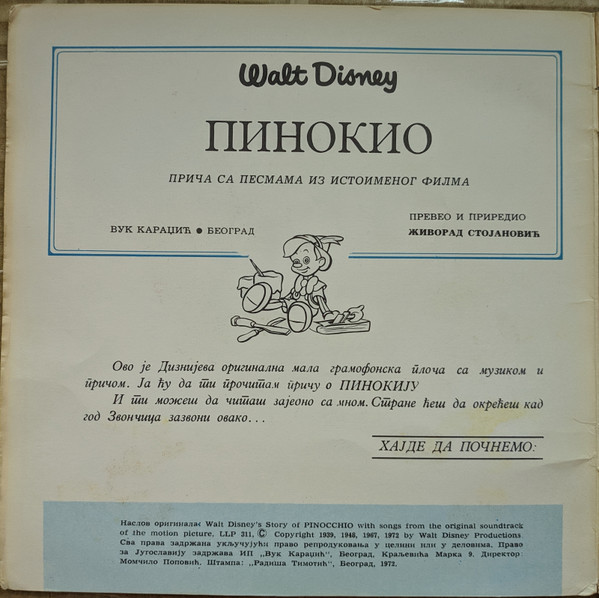 Walt Disney
ПИНОКИО
ПРИЧА СА ПЕСМАМА ИЗ ИСТОИМЕНОГ ФИЛМА
ПРЕВЕО И ПРИРЕДИО
ВУК КАРАЏИЋ ● БЕОГРАД
ЖИВОРАД СТОЈАНОВИЋ
Ово је Дизнијева оригинална мала грамофонска плоча са музиком и
причом. Ја ћу да ти прочитам причу о ПИНОКИЈУ
И ти можеш да читаш зајеоно са мном. Стране ћеш да окрећеш кад
год Звончица зазвони овако...
ХАЈДЕ ДА ПОЧНЕМО:
Наслов оригинала: Walt Disney's Story of PINOCCHIO with songs from the original soundtrack
of the motion picture, LLP 311, Ⓒ Copyright 1939, 1948, 1967, 1972 by Walt Disney Productions
Сва права задржана укључујући право репродуковања у целини или у деловима. Право
за Југославију задржава ИП „Вук Караџић", Београд, Краљевића Марка 9. Директор:
Момчило Поповић. Штампа: „Радиша Тимотић", Београд, 1972.